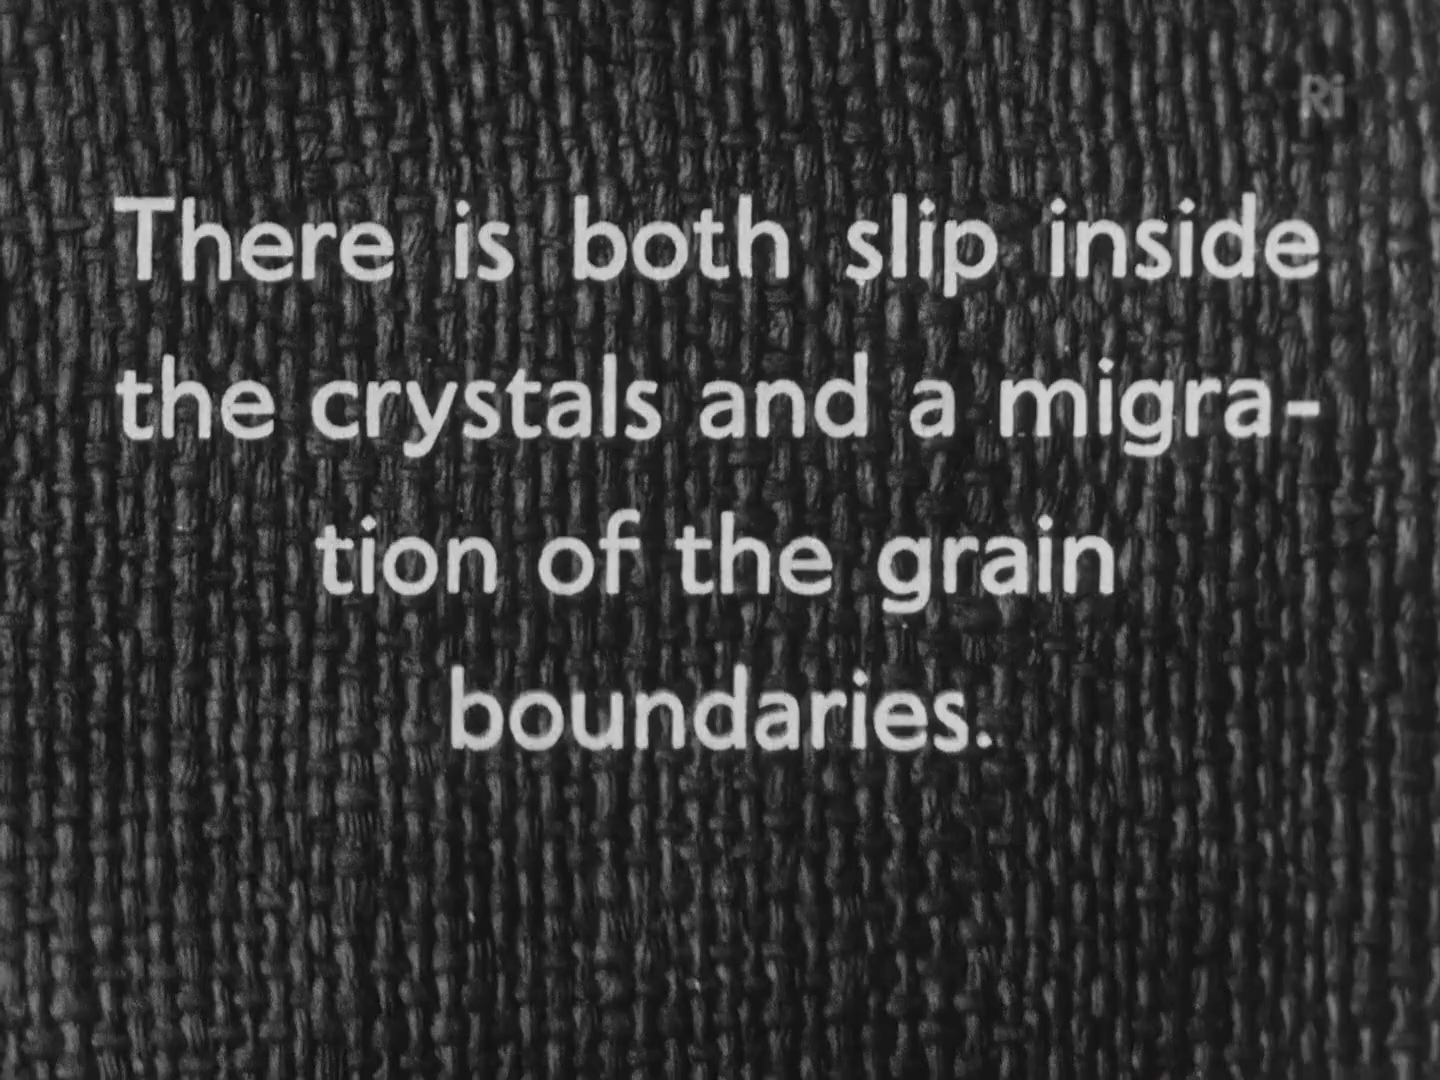 Ri
There is both slip inside
the crystals and a migra-
tion of the grain
boundaries.